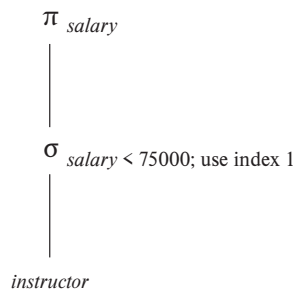 π salary
σ salary < 75000; use index 1
instructor